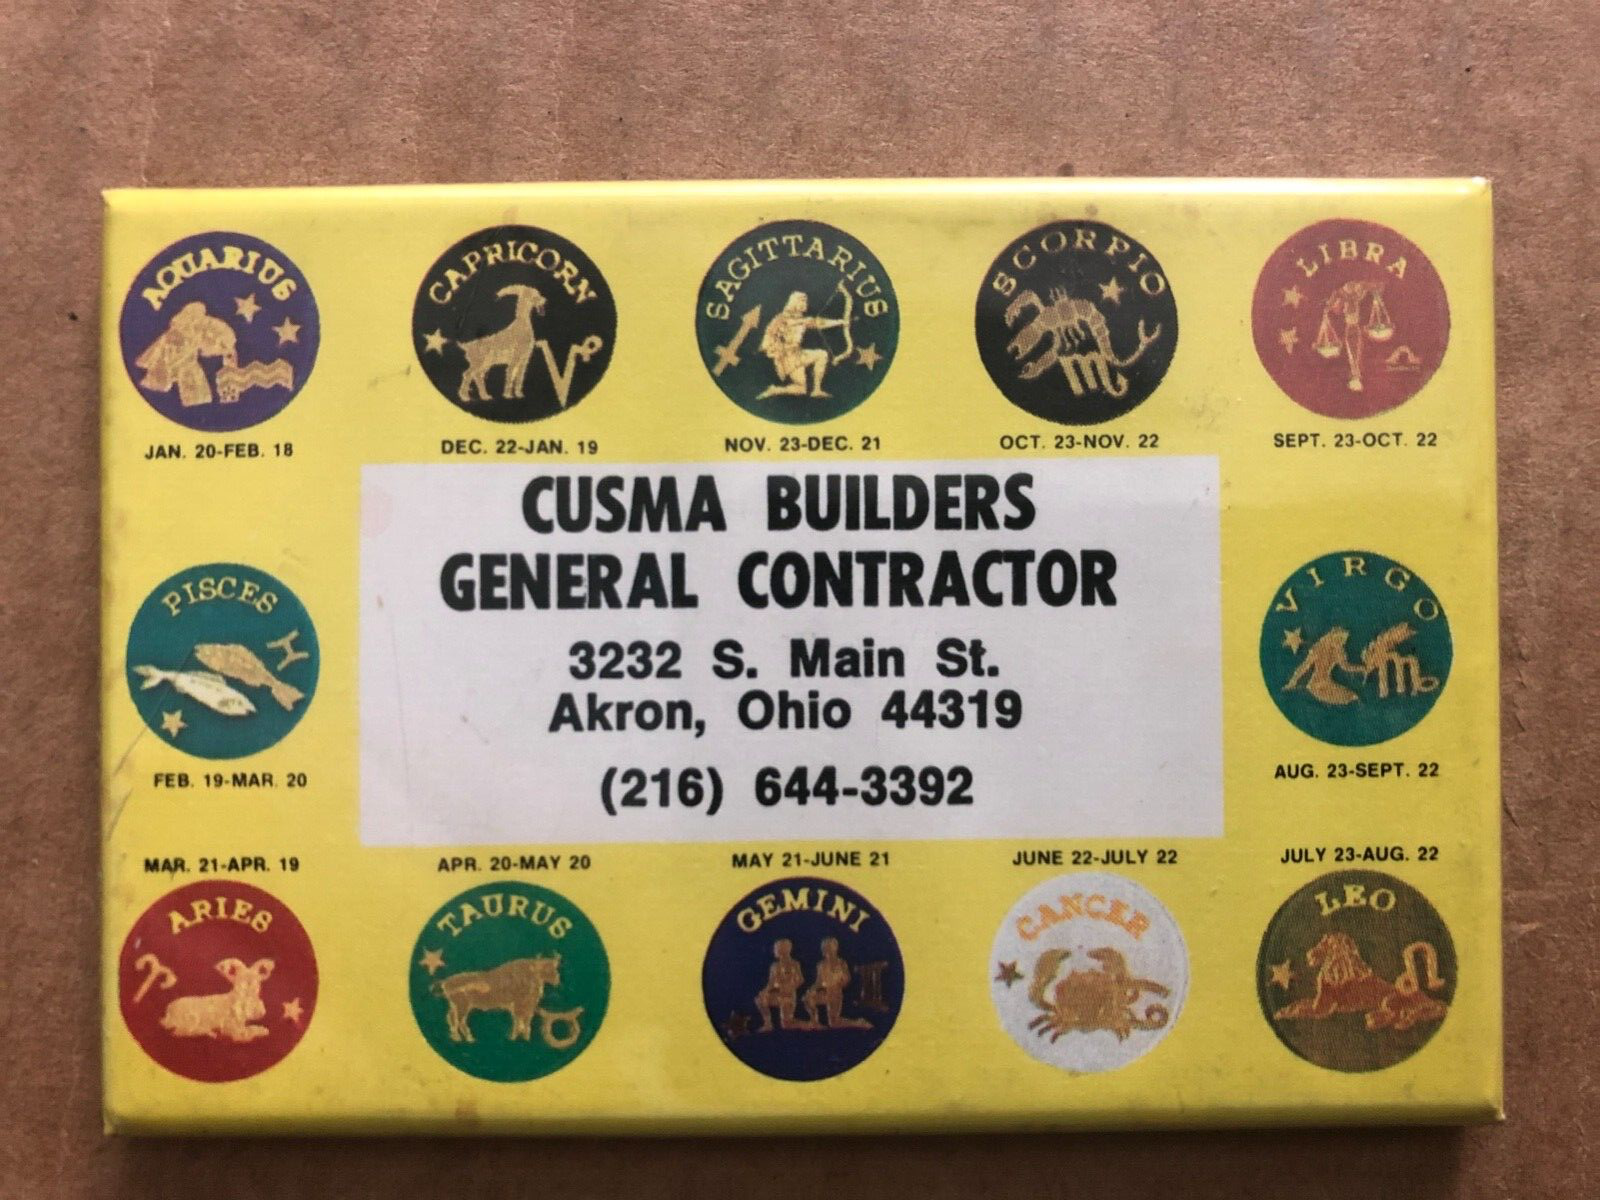 AQUARIUS
CAPRICORN
SAGITTARIUS
SCORPIO
LIBRA
JAN. 20-FEB. 18
DEC. 22-JAN. 19
NOV. 23-DEC. 21
OCT. 23-NOV. 22
SEPT. 23-OCT. 22
CUSMA BUILDERS
GENERAL CONTRACTOR
3232 S. Main St.
Akron, Ohio 44319
(216) 644-3392
PISCES
FEB. 19-MAR. 20
VIRGO
AUG. 23-SEPT. 22
MAR. 21-APR. 19
APR. 20-MAY 20
MAY 21-JUNE 21
JUNE 22-JULY 22
JULY 23-AUG. 22
ARIES
TAURUS
GEMINI
CANCER
LEO